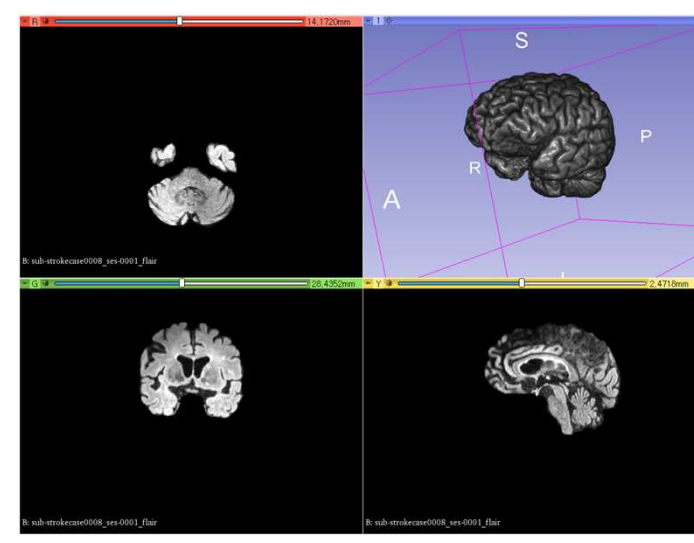 R 14.1720mm
1
S
P
R
A
B: sub-strokecase0008_ses-0001_flair
G 28.4352mm
Y 2.4718mm
B: sub-strokecase0008_ses-0001_flair
B: sub-strokecase0008_ses-0001_flair